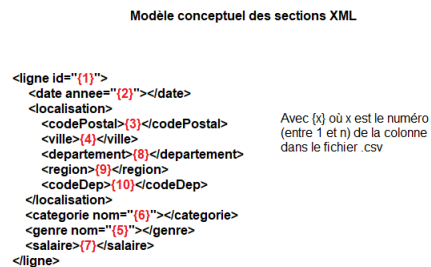 Modèle conceptuel des sections XML
<ligne id="{1}">
<date annee="{2}"></date>
<localisation>
<codePostal>{3}</codePostal>
<ville>{4}</ville>
<departement>{8}</departement>
<region>{9}</region>
<codeDep>{10}</codeDep>
</localisation>
<categorie nom="{6}"></categorie>
<genre nom="{5}"></genre>
<salaire>{7}</salaire>
</ligne>
Avec {x} où x est le numéro
(entre 1 et n) de la colonne
dans le fichier .csv